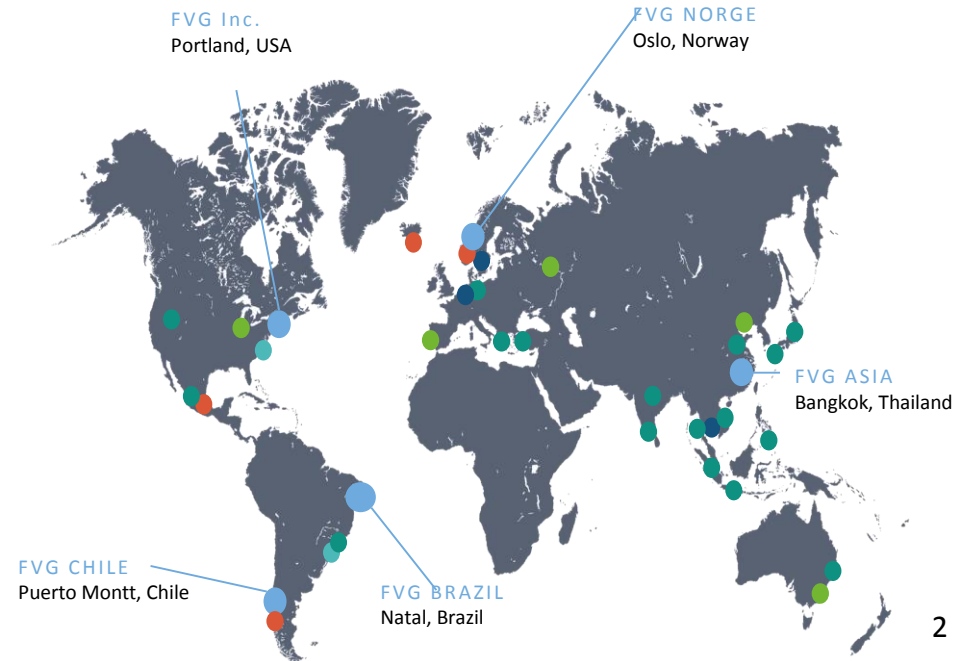 FVG Inc.
Portland, USA
FVG NORGE
Oslo, Norway
FVG ASIA
Bangkok, Thailand
FVG CHILE
Puerto Montt, Chile
FVG BRAZIL
Natal, Brazil
2